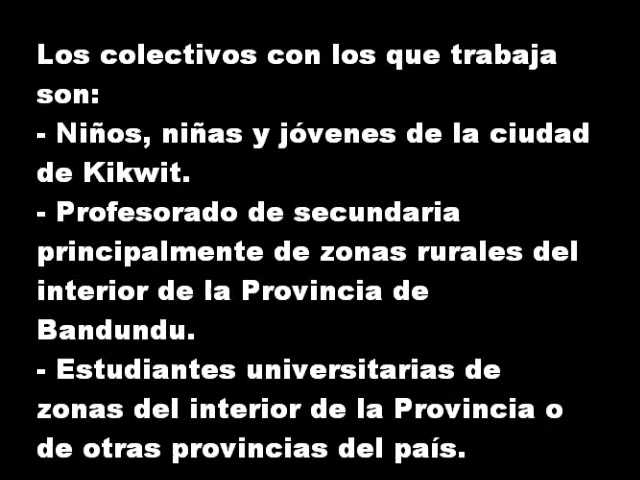 Los colectivos con los que trabaja
son:
- Niños, niñas y jóvenes de la ciudad
de Kikwit.
- Profesorado de secundaria
principalmente de zonas rurales del
interior de la Provincia de
Bandundu.
- Estudiantes universitarias de
zonas del interior de la Provincia o
de otras provincias del país.